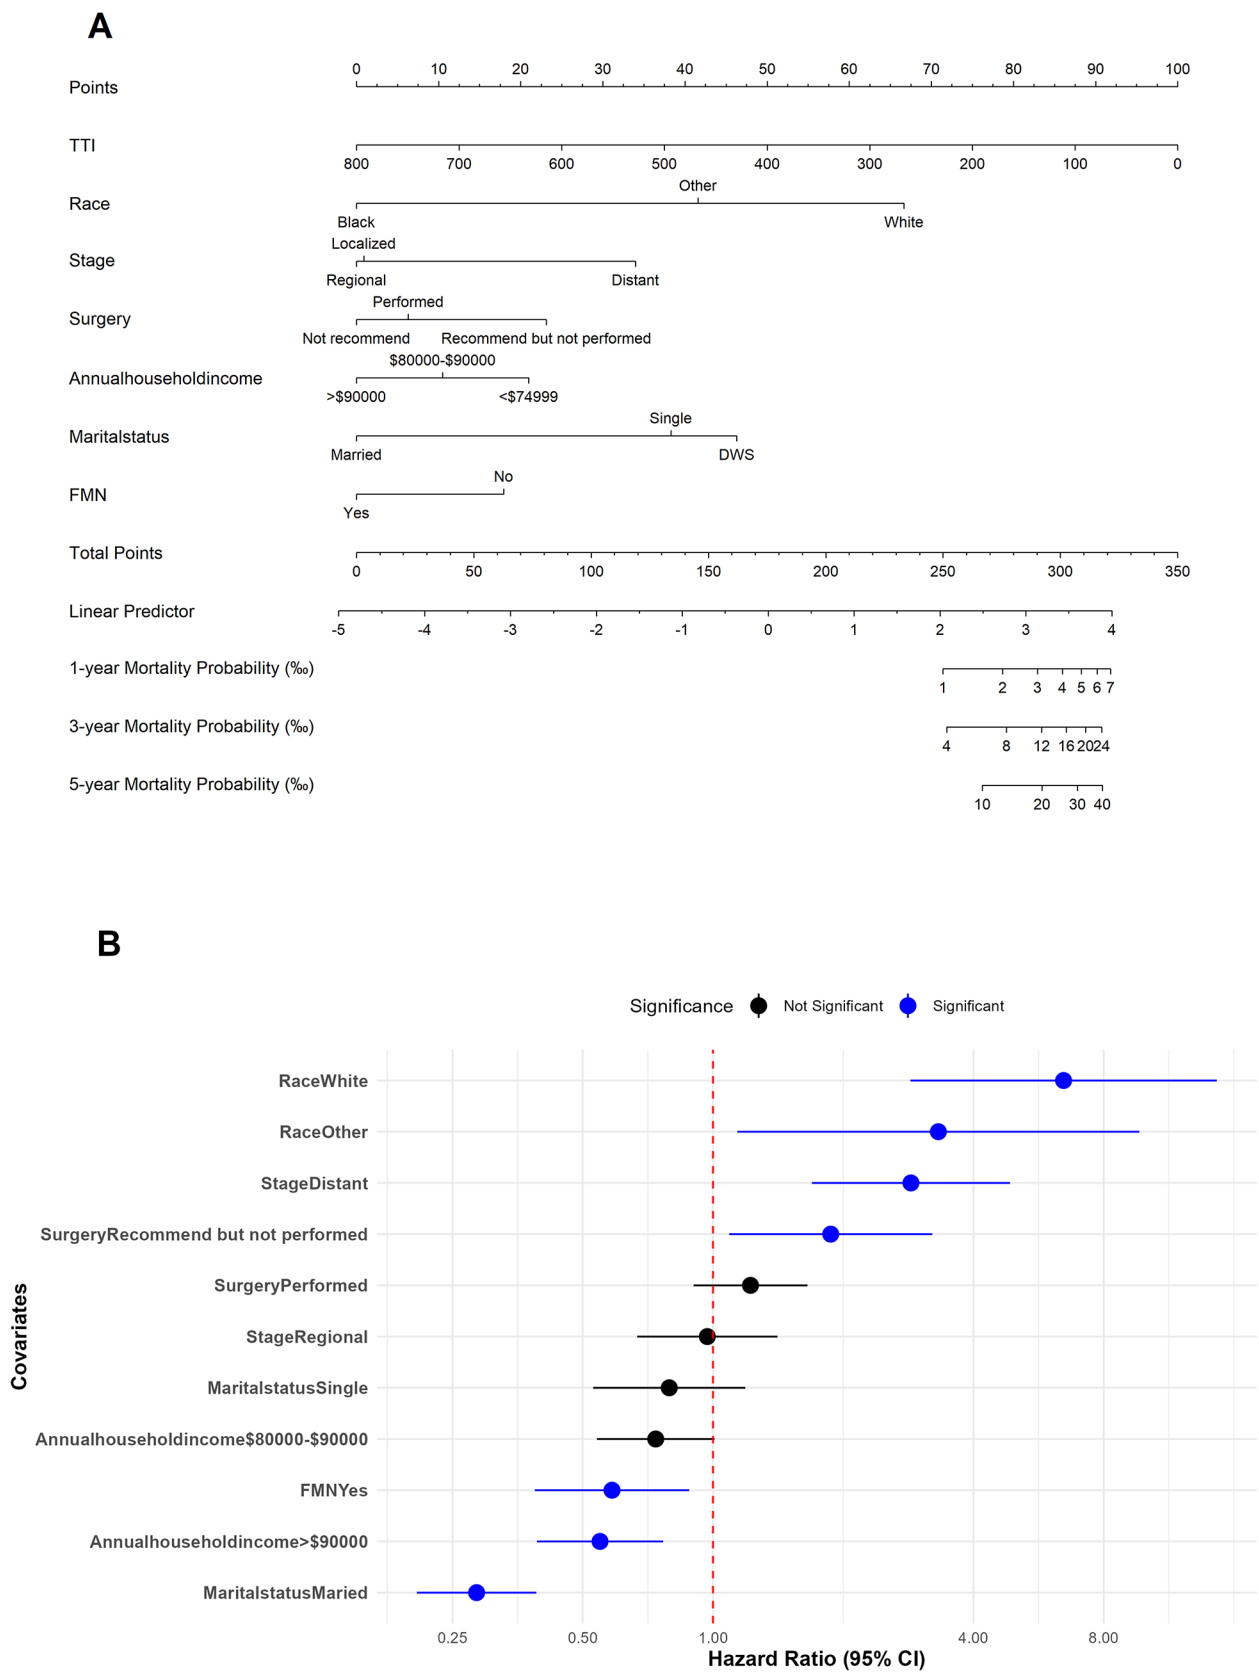 A
0 10 20 30 40 50 60 70 80 90 100
Points
TTI
800 700 600 500 400 300 200 100 0
Other
Race
Black White
Localized
Stage
Regional Distant
Performed
Surgery
Not recommend Recommend but not performed
$80000-$90000
Annualhouseholdincome
>$90000 <$74999
Single
Maritalstatus
Married DWS
No
FMN
Yes
Total Points
0 50 100 150 200 250 300 350
Linear Predictor
-5 -4 -3 -2 -1 0 1 2 3 4
1-year Mortality Probability (‰)
1 2 3 4 5 6 7
3-year Mortality Probability (‰)
4 8 12 16 20 24
5-year Mortality Probability (‰)
10 20 30 40
B
Significance Not Significant Significant
RaceWhite
RaceOther
StageDistant
SurgeryRecommend but not performed
SurgeryPerformed
StageRegional
MaritalstatusSingle
Annualhouseholdincome$80000-$90000
FMNYes
Annualhouseholdincome>$90000
MaritalstatusMaried
Covariates
0.25 0.50 1.00 4.00 8.00
Hazard Ratio (95% CI)